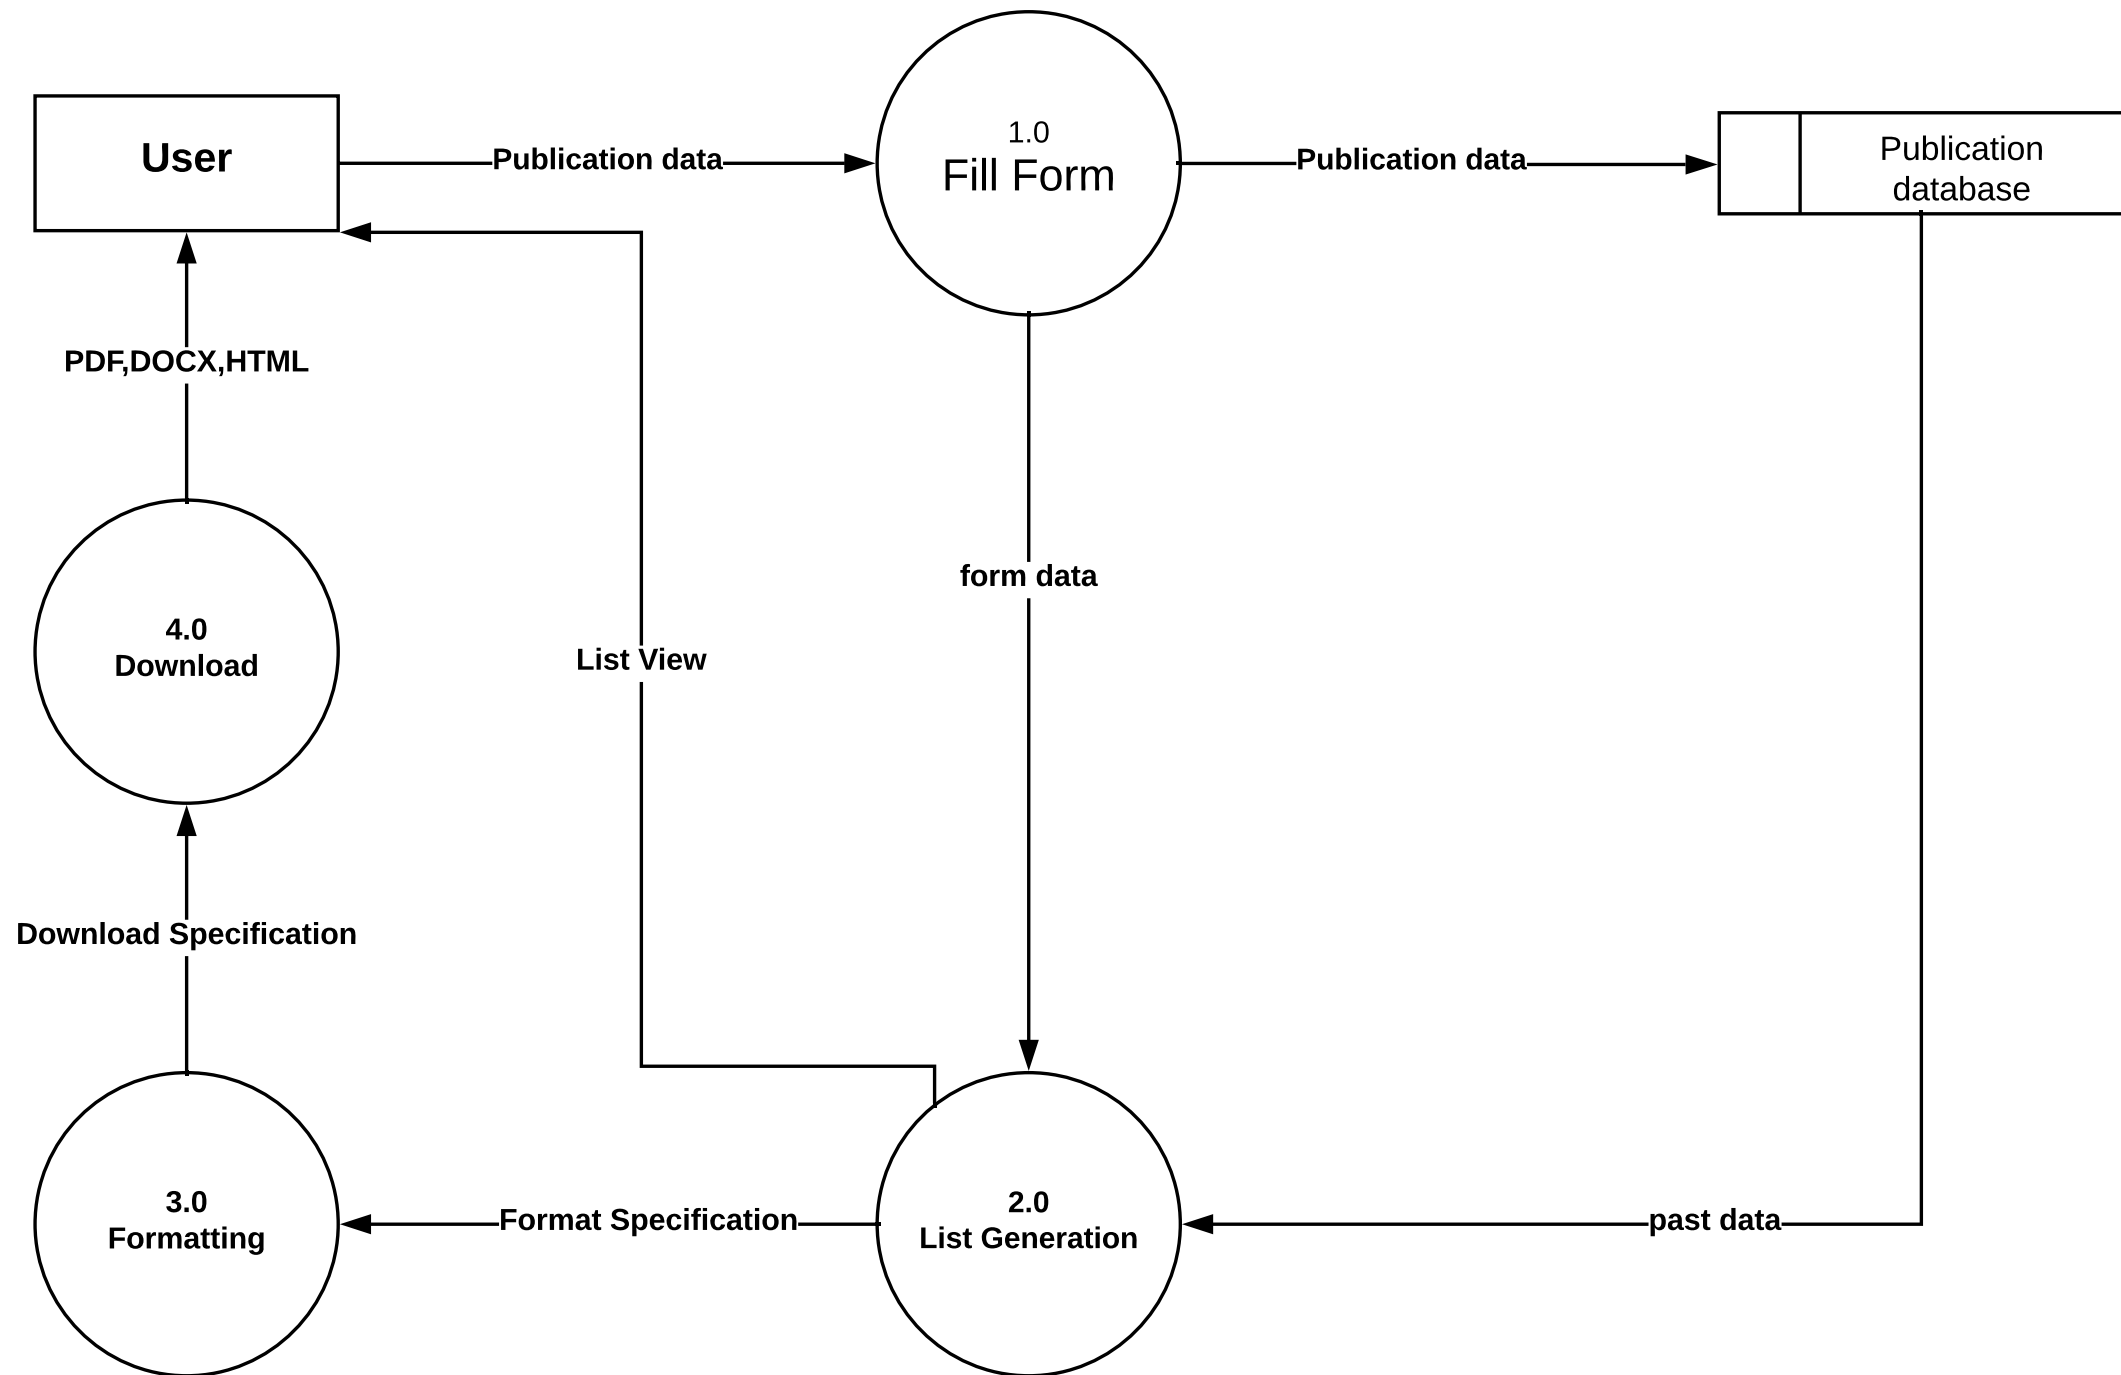 User
Publication data
1.0
Fill Form
Publication data
Publication
database
PDF,DOCX,HTML
form data
4.0
Download
List View
Download Specification
3.0
Formatting
Format Specification
2.0
List Generation
past data